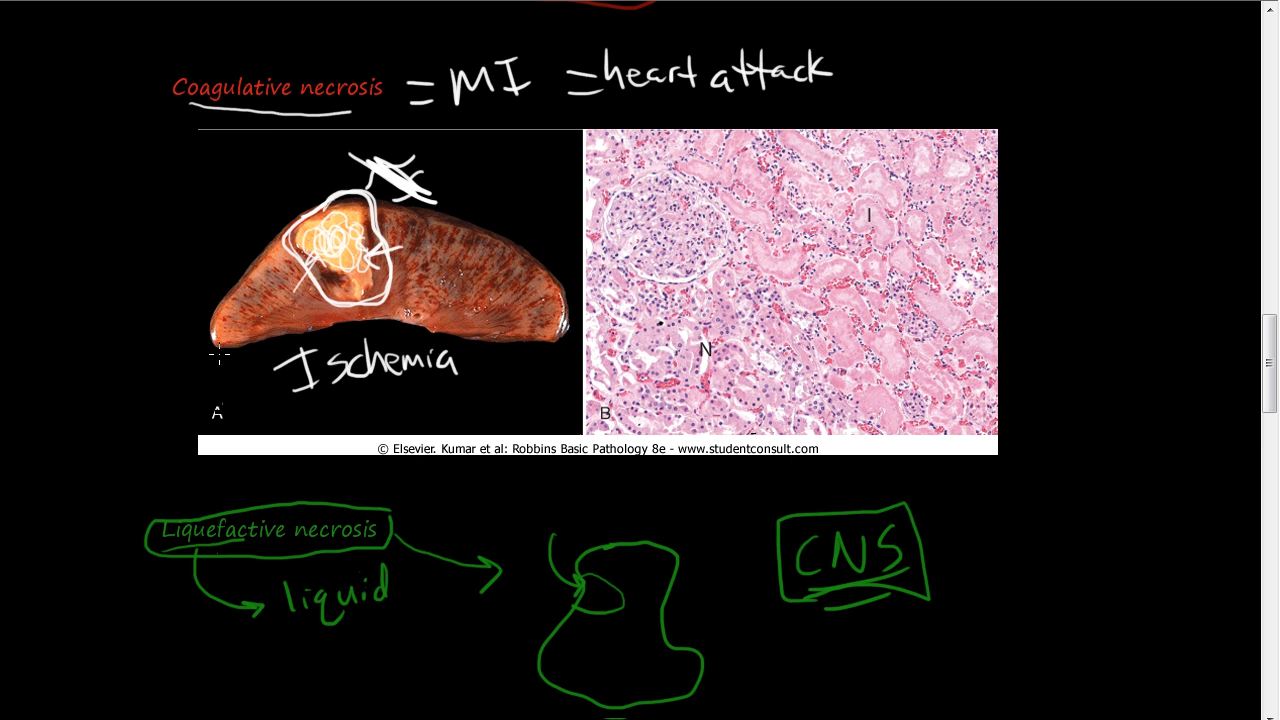 Coagulative necrosis = MI = heart attack
I
Ischemia
N
A
B
© Elsevier. Kumar et al: Robbins Basic Pathology 8e - www.studentconsult.com
Liquefactive necrosis
CNS
liquid